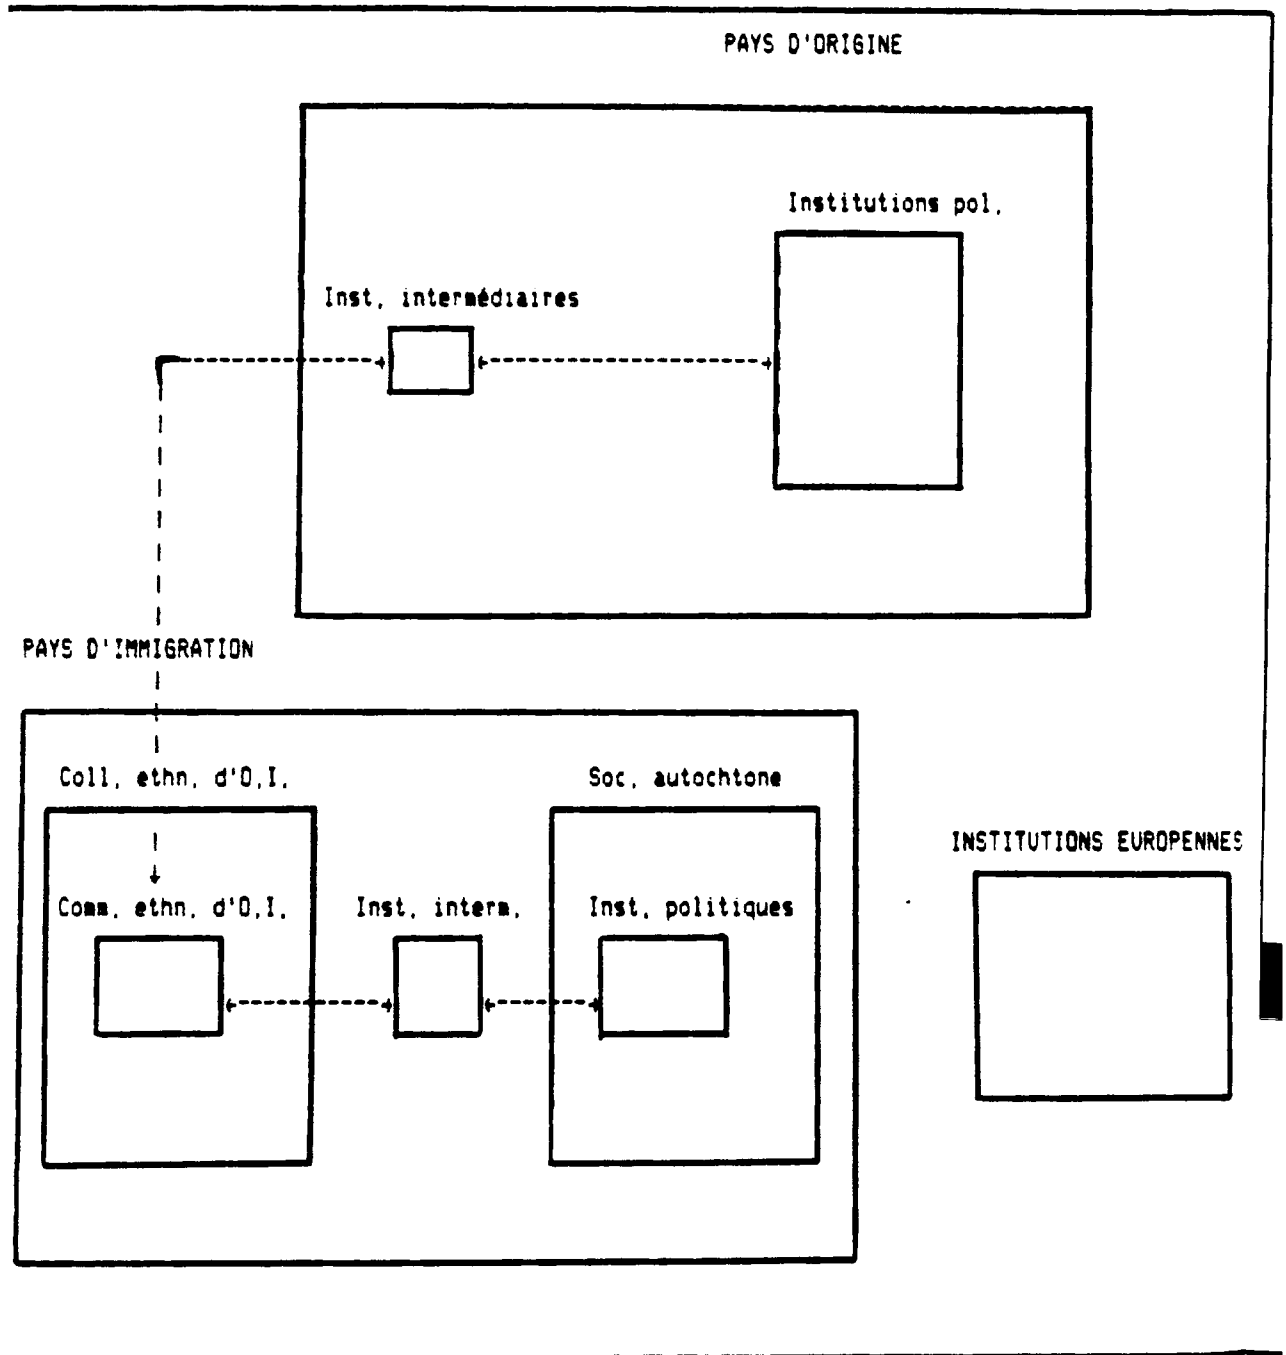 PAYS D'ORIGINE
Institutions pol.
Inst. intermédiaires
PAYS D'IMMIGRATION
Coll. ethn. d'O.I.
Soc. autochtone
INSTITUTIONS EUROPENNES
Comm. ethn. d'O.I.
Inst. interm.
Inst. politiques